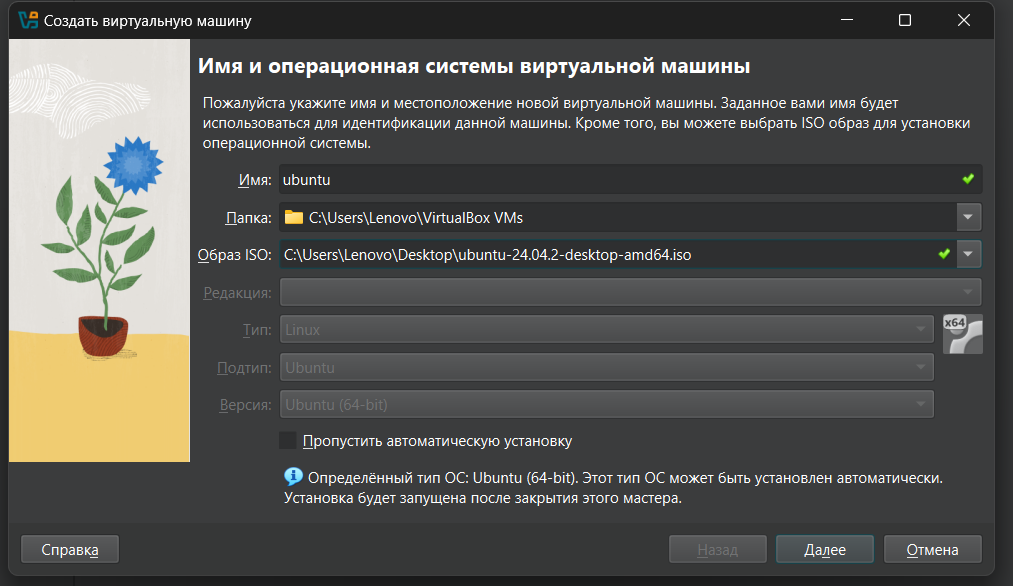 Создать виртуальную машину
Имя и операционная системы виртуальной машины
Пожалуйста укажите имя и местоположение новой виртуальной машины. Заданное вами имя будет
использоваться для идентификации данной машины. Кроме того, вы можете выбрать ISO образ для установки
операционной системы.
Имя: ubuntu
Папка: C:\Users\Lenovo\VirtualBox VMs
Образ ISO: C:\Users\Lenovo\Desktop\ubuntu-24.04.2-desktop-amd64.iso
Редакция:
Тип: Linux
x64
Подтип: Ubuntu
Версия: Ubuntu (64-bit)
Пропустить автоматическую установку
Определённый тип ОС: Ubuntu (64-bit). Этот тип ОС может быть установлен автоматически.
Установка будет запущена после закрытия этого мастера.
Справка Назад Далее Отмена